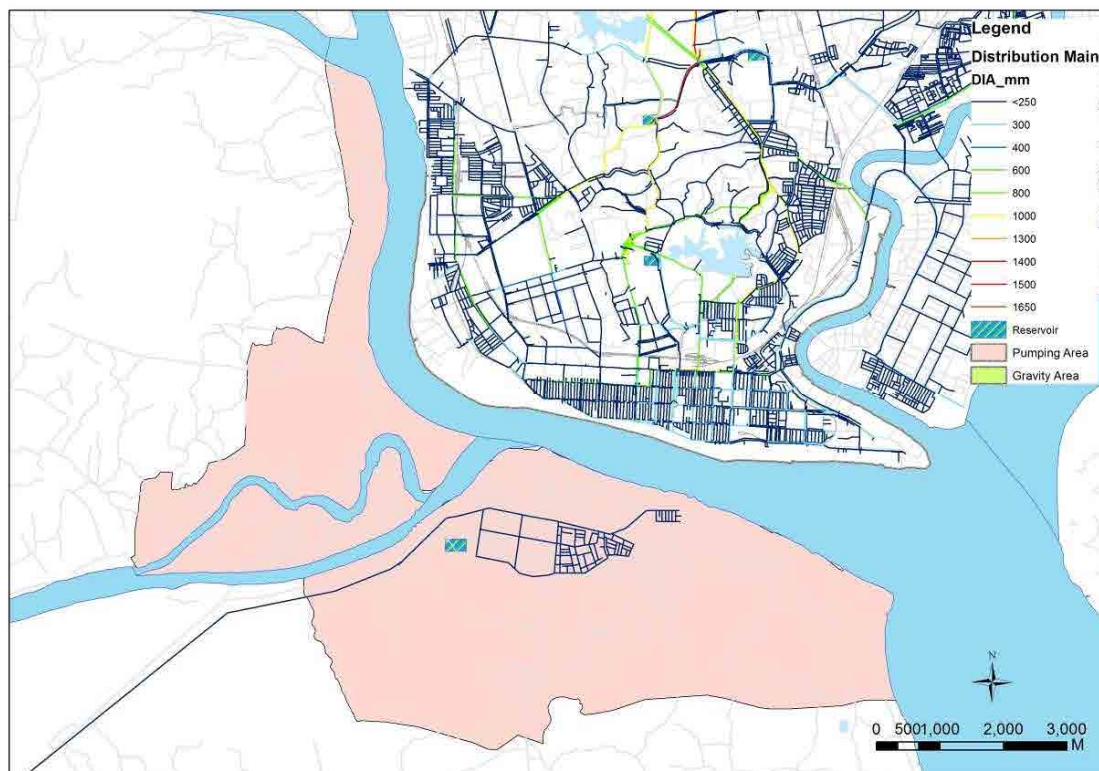 Legend
Distribution Main
DIA_mm
<250
300
400
600
800
1000
1300
1400
1500
1650
Reservoir
Pumping Area
Gravity Area
N
0 5001,000 2,000 3,000
M